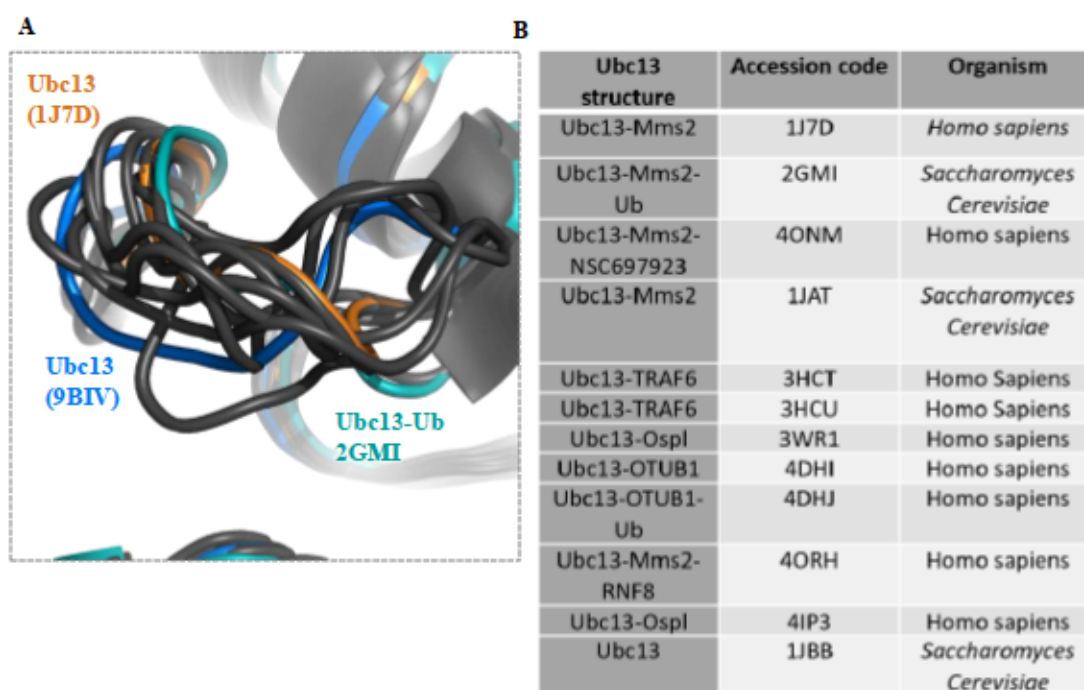 A
B
Ubc13
(1J7D)
Ubc13
(9BIV)
Ubc13-Ub
2GMI
Ubc13
structure
Accession code
Organism
Ubc13-Mms2
1J7D
Homo sapiens
Ubc13-Mms2-
Ub
2GMI
Saccharomyces
Cerevisiae
Ubc13-Mms2-
NSC697923
4ONM
Homo sapiens
Ubc13-Mms2
1JAT
Saccharomyces
Cerevisiae
Ubc13-TRAF6
3HCT
Homo Sapiens
Ubc13-TRAF6
3HCU
Homo Sapiens
Ubc13-Ospl
3WR1
Homo sapiens
Ubc13-OTUB1
4DHI
Homo sapiens
Ubc13-OTUB1-
Ub
4DHJ
Homo sapiens
Ubc13-Mms2-
RNF8
4ORH
Homo sapiens
Ubc13-Ospl
4IP3
Homo sapiens
Ubc13
1JBB
Saccharomyces
Cerevisiae